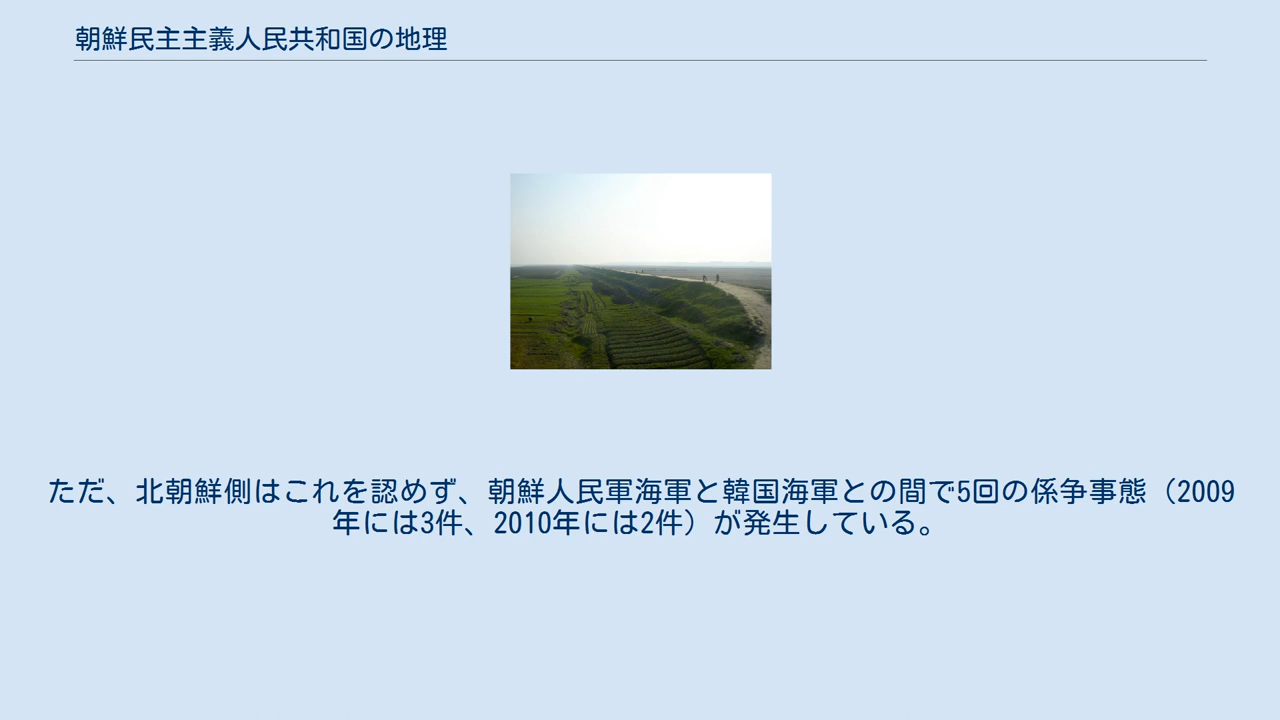 朝鮮民主主義人民共和国の地理
ただ、北朝鮮側はこれを認めず、朝鮮人民軍海軍と韓国海軍との間で5回の係争事態（2009
年には3件、2010年には2件）が発生している。